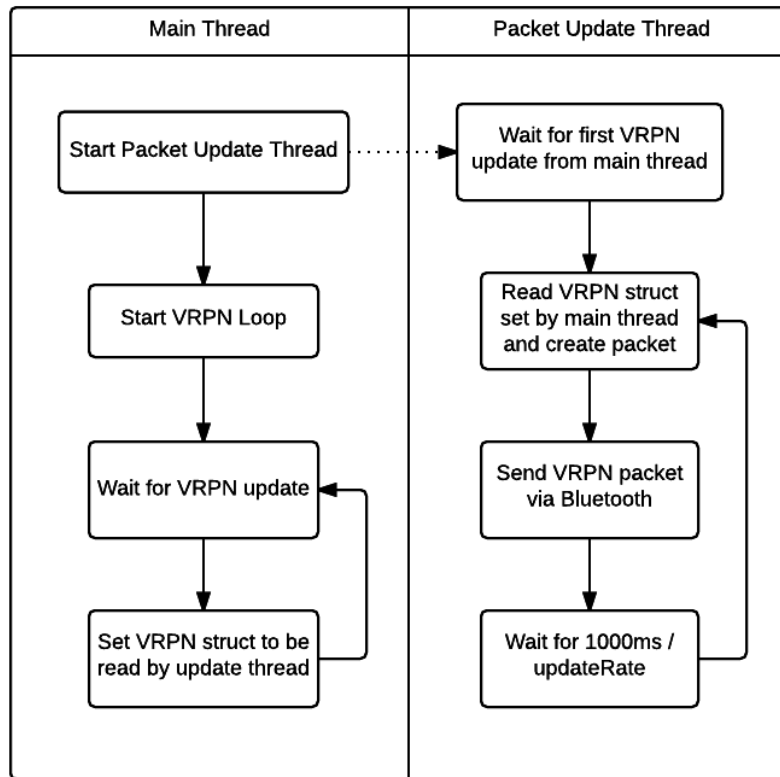 Main Thread
Packet Update Thread
Start Packet Update Thread
Wait for first VRPN
update from main thread
Start VRPN Loop
Read VRPN struct
set by main thread
and create packet
Wait for VRPN update
Send VRPN packet
via Bluetooth
Set VRPN struct to be
read by update thread
Wait for 1000ms /
updateRate